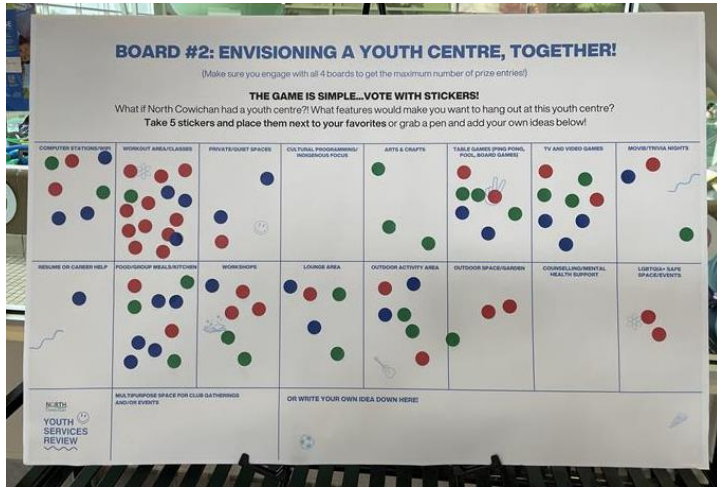 BOARD #2: ENVISIONING A YOUTH CENTRE, TOGETHER!
(Make sure you engage with all 4 boards to get the maximum number of prize entries!)
THE GAME IS SIMPLE...VOTE WITH STICKERS!
What if North Cowichan had a youth centre?! What features would make you want to hang out at this youth centre?
Take 5 stickers and place them next to your favorites or grab a pen and add your own ideas below!
COMPUTER STATIONS/WIFI
WORKOUT AREA/CLASSES
PRIVATE/QUIET SPACES
CULTURAL PROGRAMMING/
INDIGENOUS FOCUS
ARTS & CRAFTS
TABLE GAMES (PING PONG,
POOL, BOARD GAMES)
TV AND VIDEO GAMES
MOVIE/TRIVIA NIGHTS
RESUME OR CAREER HELP
FOOD/GROUP MEALS/KITCHEN
WORKSHOPS
LOUNGE AREA
OUTDOOR ACTIVITY AREA
OUTDOOR SPACE/GARDEN
COUNSELLING/MENTAL
HEALTH SUPPORT
LGBTQIA+ SAFE
SPACE/EVENTS
NORTH
YOUTH
SERVICES
REVIEW
MULTIPURPOSE SPACE FOR CLUB GATHERINGS
AND/OR EVENTS
OR WRITE YOUR OWN IDEA DOWN HERE!